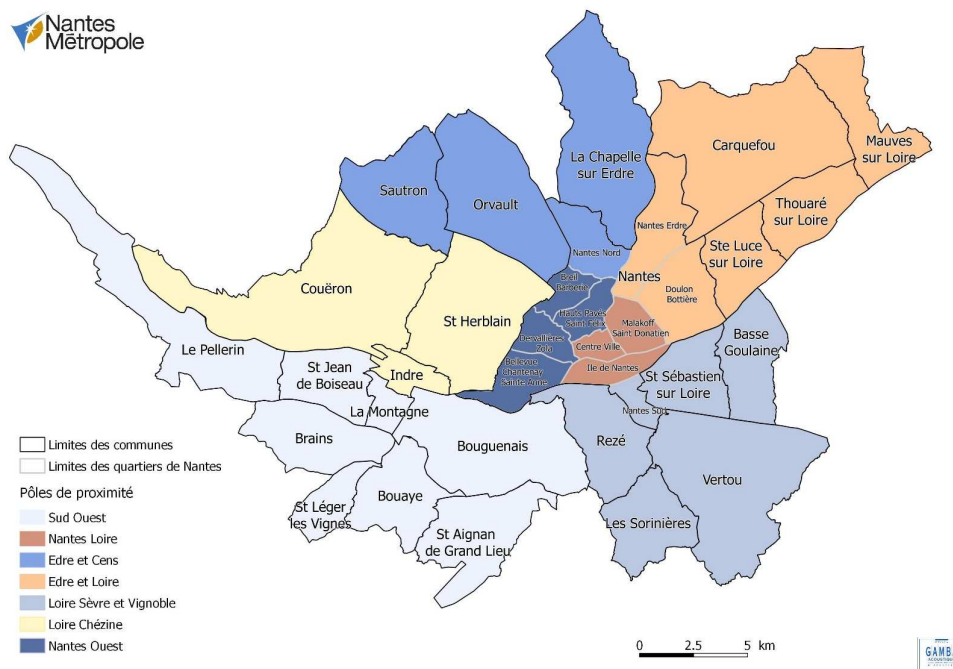 Nantes
Métropole
La Chapelle
sur Erdre
Carquefou
Mauves
sur Loire
Sautron
Orvault
Thouaré
sur Loire
Nantes Erdre
Ste Luce
sur Loire
Nantes Nord
Nantes
Breil
Barberie
Doulon
Bottière
Couëron
St Herblain
Hauts Pavés
Saint Félix
Malakoff
Saint Donatien
Basse
Goulaine
Dervallières
Zola
Centre Ville
Le Pellerin
St Jean
de Boiseau
Indre
Bellevue
Chantenay
Sainte Anne
Ile de Nantes
St Sébastien
sur Loire
La Montagne
Nantes Sud
Brains
Bouguenais
Rezé
Vertou
Bouaye
St Léger
les Vignes
St Aignan
de Grand Lieu
Les Sorinières
Limites des communes
Limites des quartiers de Nantes
Pôles de proximité
Sud Ouest
Nantes Loire
Edre et Cens
Edre et Loire
Loire Sèvre et Vignoble
Loire Chézine
Nantes Ouest
0 2.5 5 km